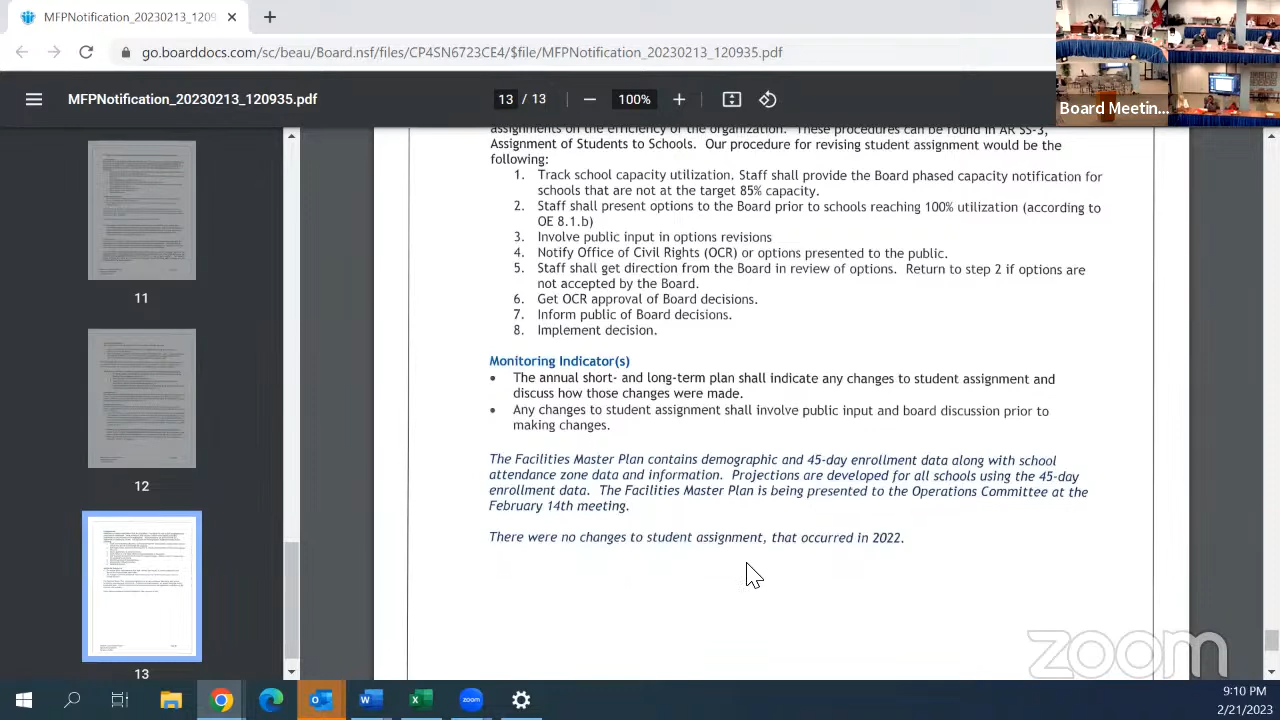 MFPNotification_20230213_1209
go.boarddocs.com/sc/beau/Board
MFPNotification_20230213_120935.pdf
MFPNotification_20230213_120935.pdf
13 / 13
100%
Board Meetin...
assignments on the efficiency of the organization. These procedures can be found in AR SS-3,
Assignment of Students to Schools. Our procedure for revising student assignment would be the
following:
1. Track school capacity utilization. Staff shall provide the Board phased capacity notification for
schools that are not at the target 85% capacity.
2. Staff shall present options to the Board prior to schools reaching 100% utilization (according to
OE 8.1.b)
3. Involve public input in options revisions
4. Notify Office of Civil Rights (OCR) or options presented to the public.
5. Staff shall get direction from the Board in review of options. Return to step 2 if options are
not accepted by the Board.
6. Get OCR approval of Board decisions.
7. Inform public of Board decisions.
8. Implement decision.
Monitoring Indicator(s)
• The annual short- and long-term plan shall indicate any changes to student assignment and
discuss how those changes were made.
• Any changes to student assignment shall involve public input and board discussion prior to
making changes.
The Facilities Master Plan contains demographic and 45-day enrollment data along with school
attendance zone data and information. Projections are developed for all schools using the 45-day
enrollment data. The Facilities Master Plan is being presented to the Operations Committee at the
February 14th meeting.
There were no changes to student assignment, that occurred in 2022.
11
12
13
zoom
zoom
9:10 PM
2/21/2023